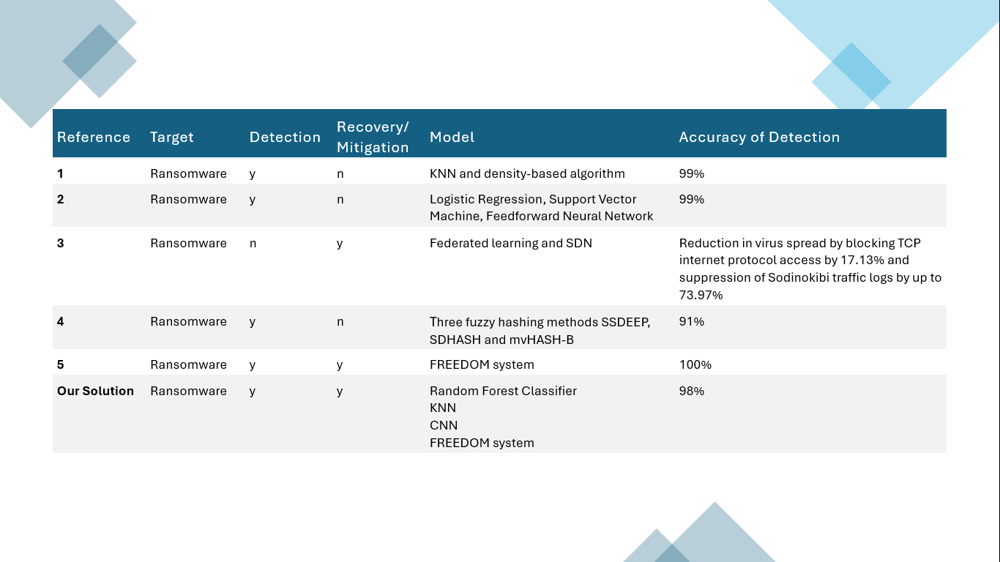 Reference Target Detection Recovery/
Mitigation Model Accuracy of Detection
1 Ransomware y n KNN and density-based algorithm 99%
2 Ransomware y n Logistic Regression, Support Vector 99%
Machine, Feedforward Neural Network
3 Ransomware n y Federated learning and SDN Reduction in virus spread by blocking TCP
internet protocol access by 17.13% and
suppression of Sodinokibi traffic logs by up to
73.97%
4 Ransomware y n Three fuzzy hashing methods SSDEEP, 91%
SDHASH and mvHASH-B
5 Ransomware y y FREEDOM system 100%
Our Solution Ransomware y y Random Forest Classifier 98%
KNN
CNN
FREEDOM system